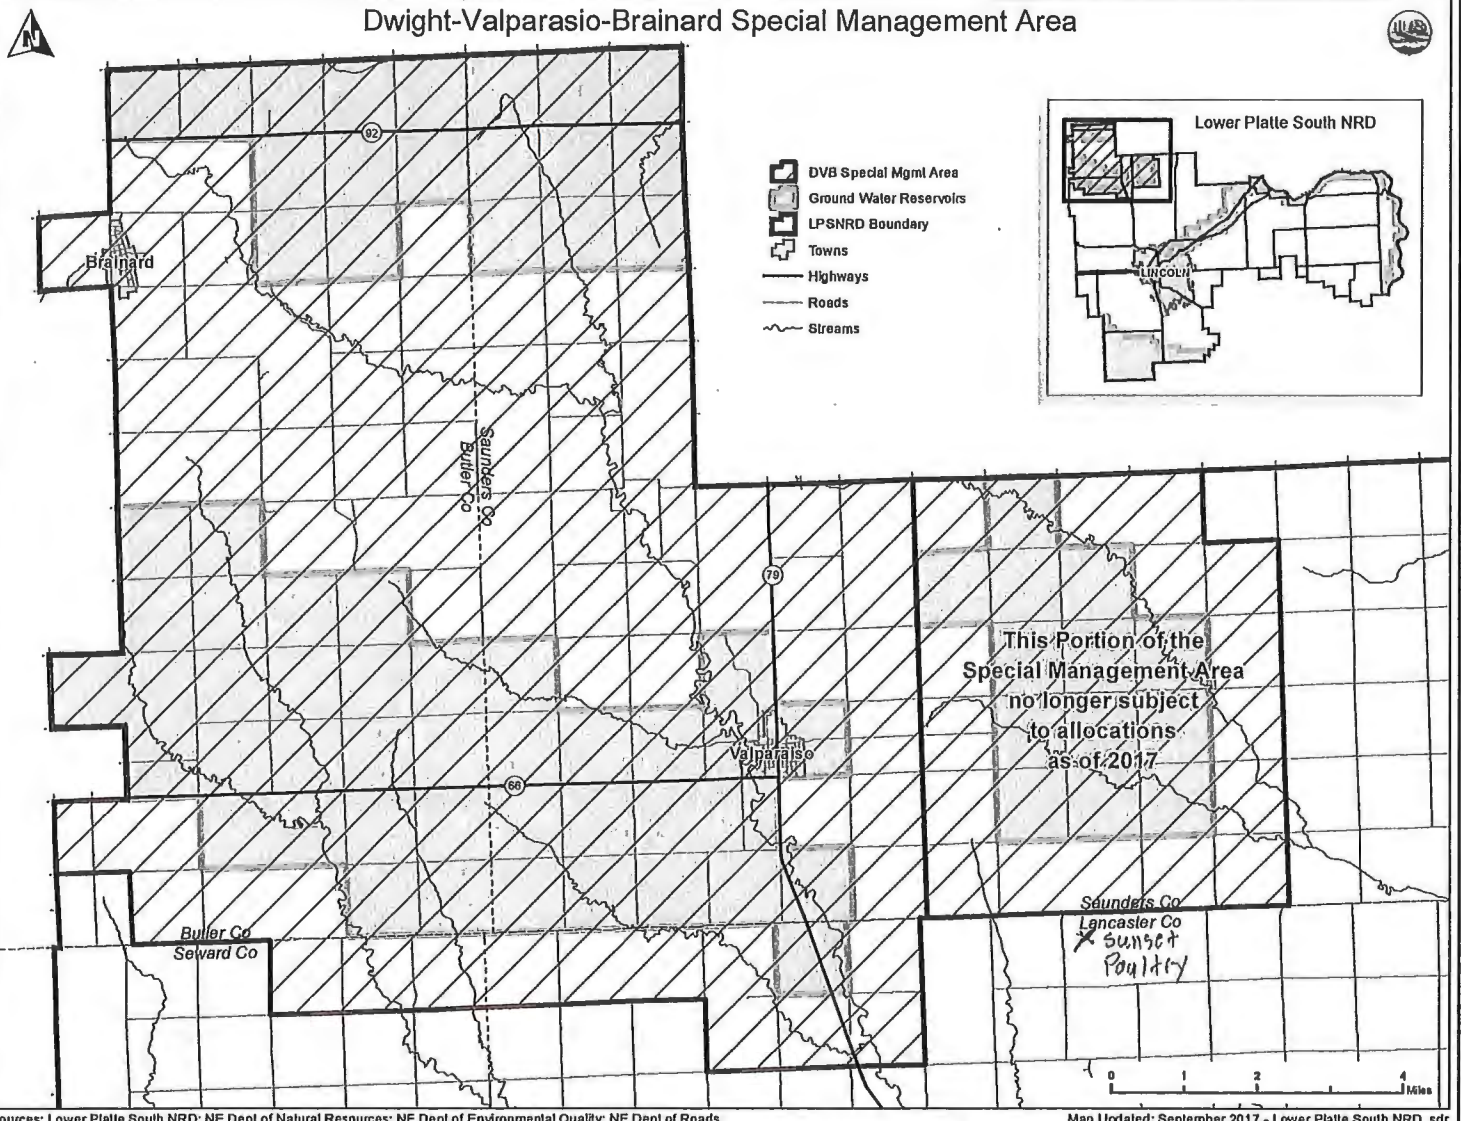 Dwight-Valparasio-Brainard Special Management Area
N
Lower Platte South NRD
LINCOLN
DVB Special Mgmt Area
Ground Water Reservoirs
LPSNRD Boundary
Towns
Highways
Roads
Streams
92
Brainard
Saunders Co
Butler Co
79
This Portion of the
Special Management Area
no longer subject
to allocations
as of 2017
Valparaiso
66
Butler Co
Seward Co
Saunders Co
Lancaster Co
x Sunset
Poultry
0 1 2 4
Miles
ources: Lower Platte South NRD; NE Dept of Natural Resources; NE Dept of Environmental Quality; NE Dept of Roads
Map Updated: September 2017 - Lower Platte South NRD, sdr